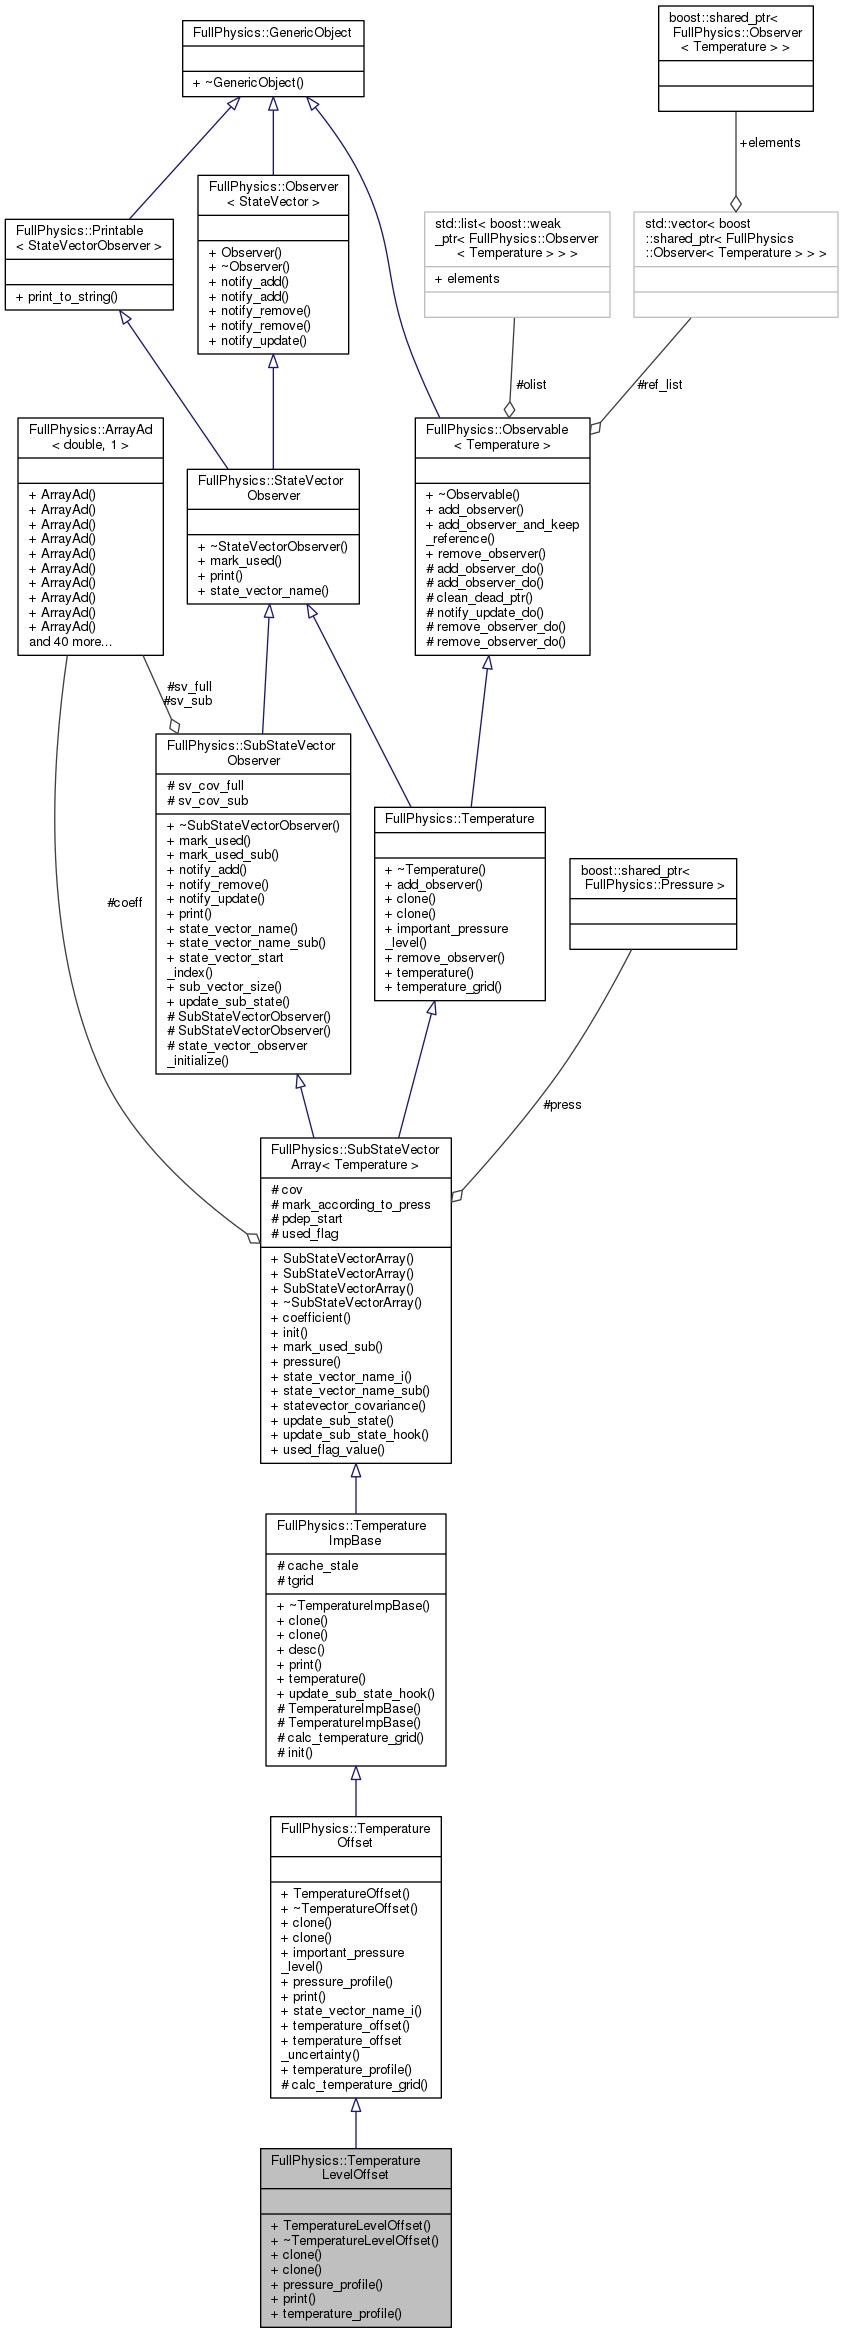 FullPhysics::GenericObject
+ ~GenericObject()
boost::shared_ptr<
FullPhysics::Observer
< Temperature > >
+elements
FullPhysics::Printable
< StateVectorObserver >
+ print_to_string()
FullPhysics::Observer
< StateVector >
+ Observer()
+ ~Observer()
+ notify_add()
+ notify_add()
+ notify_remove()
+ notify_remove()
+ notify_update()
std::list< boost::weak
_ptr< FullPhysics::Observer
< Temperature > > >
+ elements
std::vector< boost
::shared_ptr< FullPhysics
::Observer< Temperature > > >
#olist
#ref_list
FullPhysics::ArrayAd
< double, 1 >
+ ArrayAd()
+ ArrayAd()
+ ArrayAd()
+ ArrayAd()
+ ArrayAd()
+ ArrayAd()
+ ArrayAd()
+ ArrayAd()
+ ArrayAd()
+ ArrayAd()
and 40 more...
FullPhysics::StateVector
Observer
+ ~StateVectorObserver()
+ mark_used()
+ print()
+ state_vector_name()
FullPhysics::Observable
< Temperature >
+ ~Observable()
+ add_observer()
+ add_observer_and_keep
_reference()
+ remove_observer()
# add_observer_do()
# add_observer_do()
# clean_dead_ptr()
# notify_update_do()
# remove_observer_do()
# remove_observer_do()
#sv_full
#sv_sub
FullPhysics::SubStateVector
Observer
# sv_cov_full
# sv_cov_sub
+ ~SubStateVectorObserver()
+ mark_used()
+ mark_used_sub()
+ notify_add()
+ notify_remove()
+ notify_update()
+ print()
+ state_vector_name()
+ state_vector_name_sub()
+ state_vector_start
_index()
+ sub_vector_size()
+ update_sub_state()
# SubStateVectorObserver()
# SubStateVectorObserver()
# state_vector_observer
_initialize()
FullPhysics::Temperature
+ ~Temperature()
+ add_observer()
+ clone()
+ clone()
+ important_pressure
_level()
+ remove_observer()
+ temperature()
+ temperature_grid()
boost::shared_ptr<
FullPhysics::Pressure >
#coeff
#press
FullPhysics::SubStateVector
Array< Temperature >
# cov
# mark_according_to_press
# pdep_start
# used_flag
+ SubStateVectorArray()
+ SubStateVectorArray()
+ SubStateVectorArray()
+ ~SubStateVectorArray()
+ coefficient()
+ init()
+ mark_used_sub()
+ pressure()
+ state_vector_name_i()
+ state_vector_name_sub()
+ statevector_covariance()
+ update_sub_state()
+ update_sub_state_hook()
+ used_flag_value()
FullPhysics::Temperature
ImpBase
# cache_stale
# tgrid
+ ~TemperatureImpBase()
+ clone()
+ clone()
+ desc()
+ print()
+ temperature()
+ update_sub_state_hook()
# TemperatureImpBase()
# TemperatureImpBase()
# calc_temperature_grid()
# init()
FullPhysics::Temperature
Offset
+ TemperatureOffset()
+ ~TemperatureOffset()
+ clone()
+ clone()
+ important_pressure
_level()
+ pressure_profile()
+ print()
+ state_vector_name_i()
+ temperature_offset()
+ temperature_offset
_uncertainty()
+ temperature_profile()
# calc_temperature_grid()
FullPhysics::Temperature
LevelOffset
+ TemperatureLevelOffset()
+ ~TemperatureLevelOffset()
+ clone()
+ clone()
+ pressure_profile()
+ print()
+ temperature_profile()